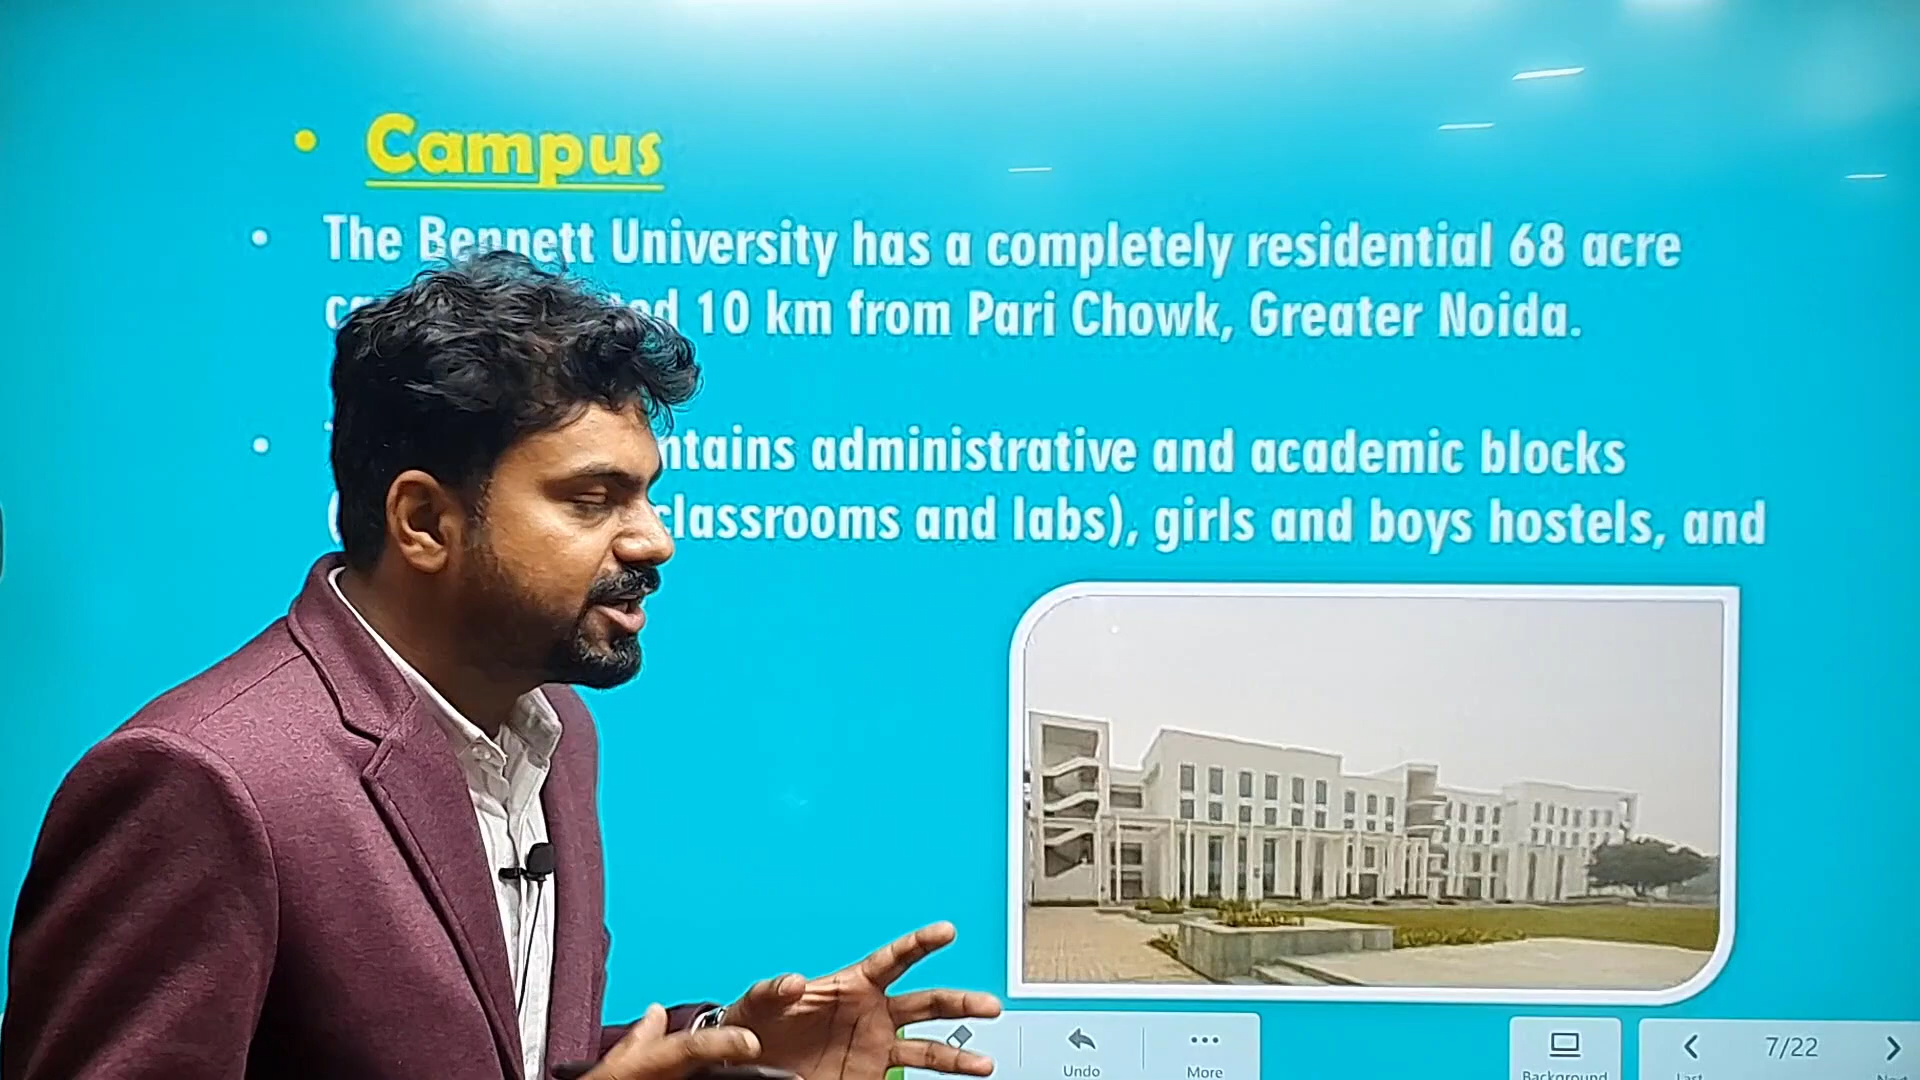 • Campus
• The Bennett University has a completely residential 68 acre
10 km from Pari Chowk, Greater Noida.
• administrative and academic blocks
classrooms and labs), girls and boys hostels, and
Undo
More
Background
7/22